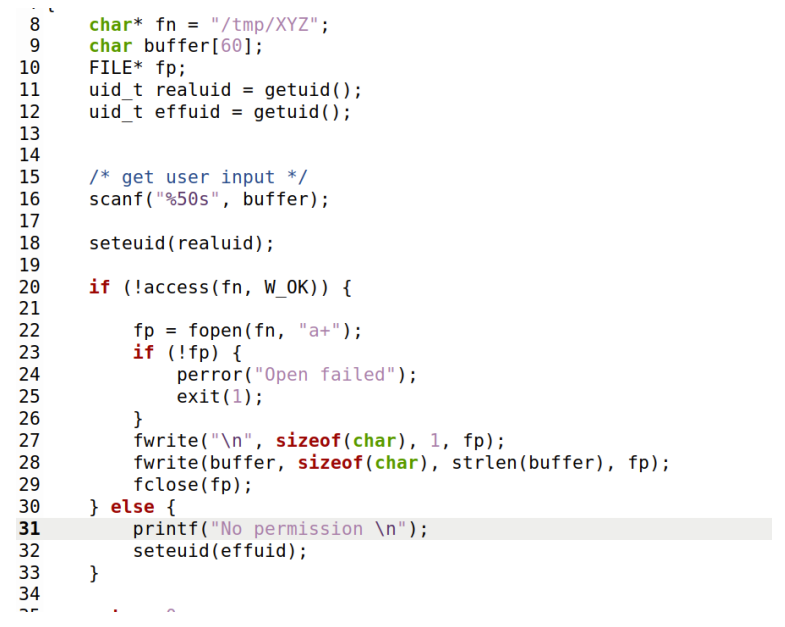 8 char* fn = "/tmp/XYZ";
9 char buffer[60];
10 FILE* fp;
11 uid_t realuid = getuid();
12 uid_t effuid = getuid();
13
14
15 /* get user input */
16 scanf("%50s", buffer);
17
18 seteuid(realuid);
19
20 if (!access(fn, W_OK)) {
21
22 fp = fopen(fn, "a+");
23 if (!fp) {
24 perror("Open failed");
25 exit(1);
26 }
27 fwrite("\n", sizeof(char), 1, fp);
28 fwrite(buffer, sizeof(char), strlen(buffer), fp);
29 fclose(fp);
30 } else {
31 printf("No permission \n");
32 seteuid(effuid);
33 }
34